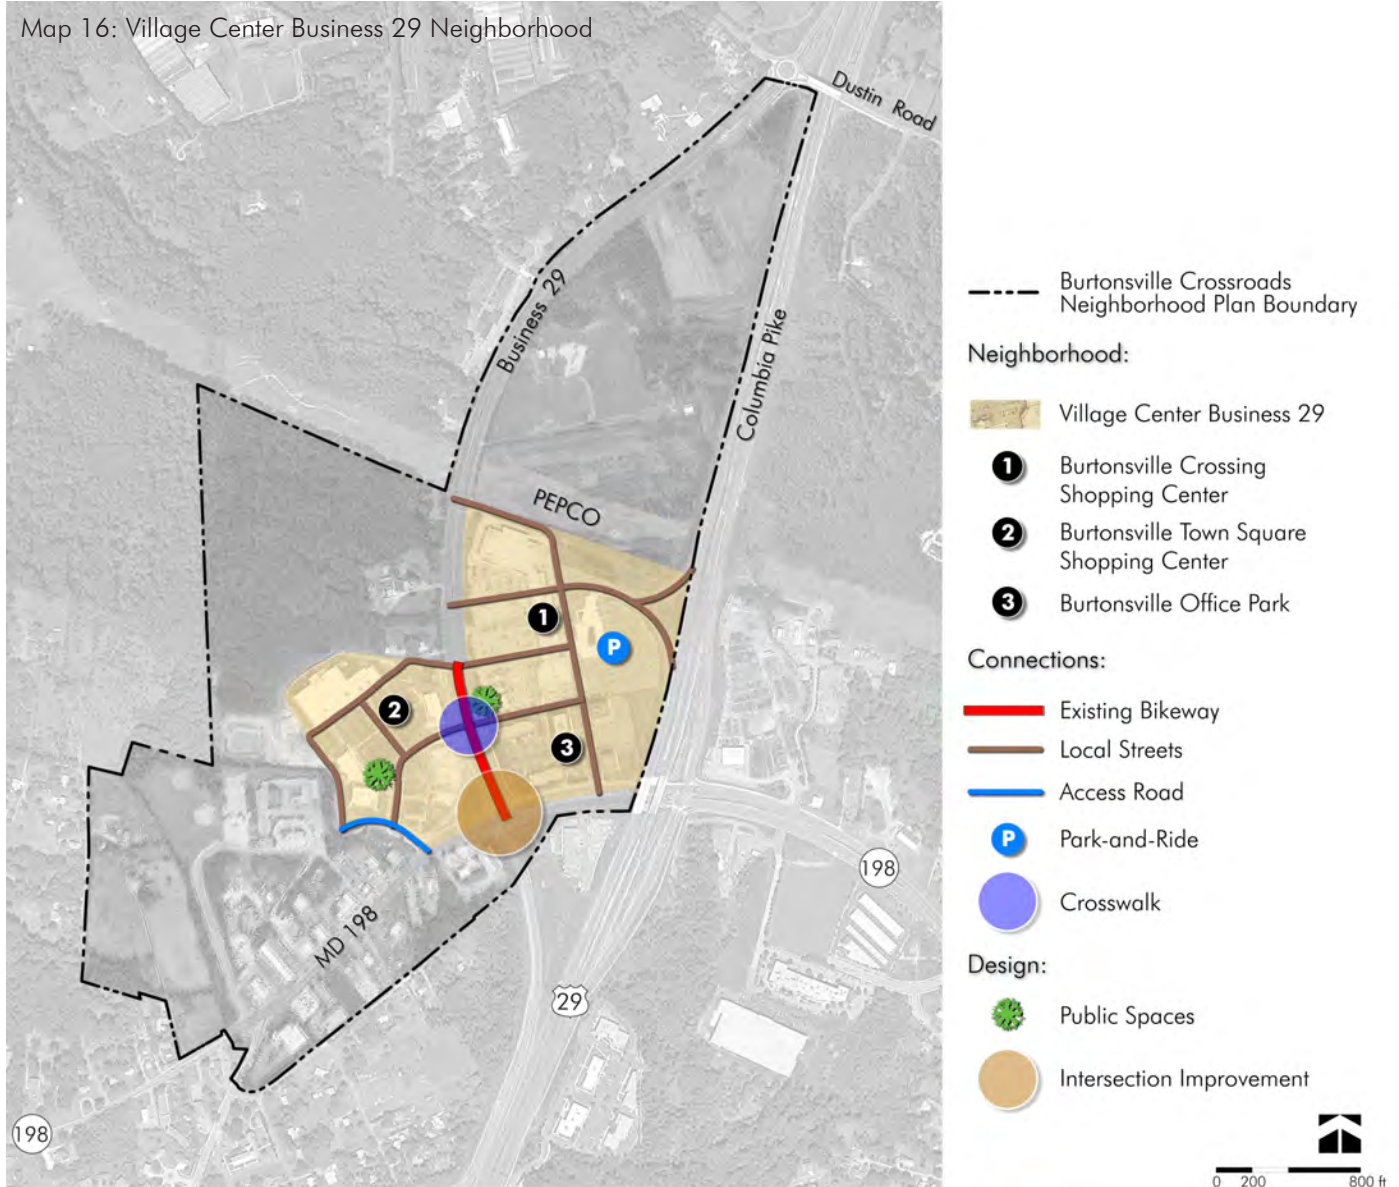 Map 16: Village Center Business 29 Neighborhood
Dustin Road
Business 29
Columbia Pike
PEPCO
1
P
2
3
MD 198
198
29
198
Burtonsville Crossroads
Neighborhood Plan Boundary
Neighborhood:
Village Center Business 29
1 Burtonsville Crossing
Shopping Center
2 Burtonsville Town Square
Shopping Center
3 Burtonsville Office Park
Connections:
Existing Bikeway
Local Streets
Access Road
P Park-and-Ride
Crosswalk
Design:
Public Spaces
Intersection Improvement
0 200 800 ft